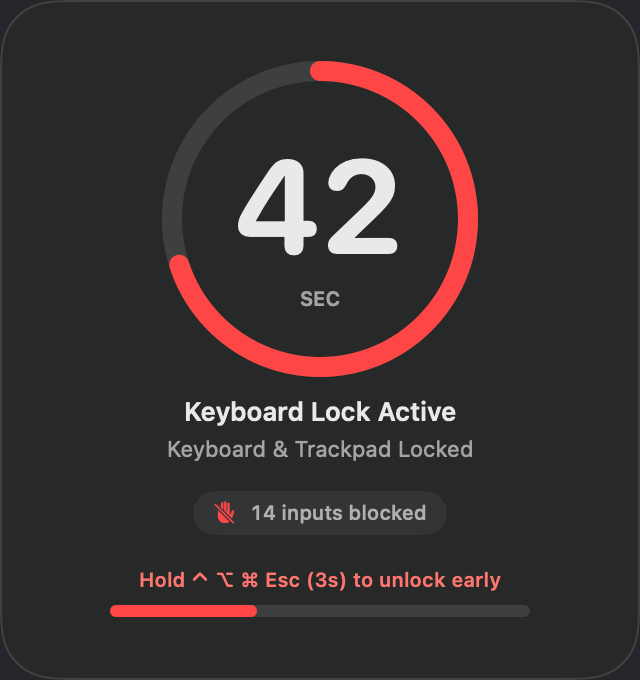 42
SEC
Keyboard Lock Active
Keyboard & Trackpad Locked
14 inputs blocked
Hold ⌃ ⌥ ⌘ Esc (3s) to unlock early